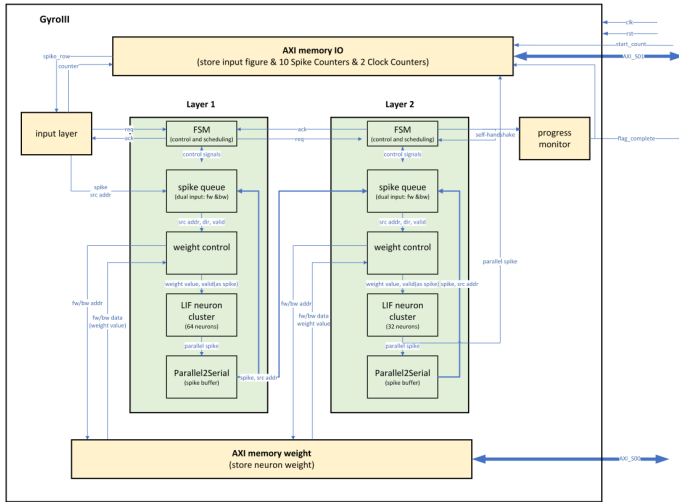 GyroIII
clk
rst
start_count
AXI_S01
AXI memory IO
(store input figure & 10 Spike Counters & 2 Clock Counters)
spike_row
counter
Layer 1
Layer 2
input layer
req
ack
FSM
(control and scheduling)
ack
req
FSM
(control and scheduling)
self-handshake
progress
monitor
flag_complete
control signals
control signals
spike
src addr
spike queue
(dual input: fw &bw)
spike queue
(dual input: fw &bw)
src addr, dir, valid
src addr, dir, valid
weight control
weight control
parallel spike
weight value, valid(as spike)
weight value, valid(as spike)
spike, src addr
fw/bw addr
fw/bw data
(weight value)
LIF neuron
cluster
(64 neurons)
fw/bw addr
fw/bw data
weight value)
LIF neuron
cluster
(32 neurons)
parallel spike
parallel spike
Parallel2Serial
(spike buffer)
spike, src addr
Parallel2Serial
(spike buffer)
AXI memory weight
(store neuron weight)
AXI_S00